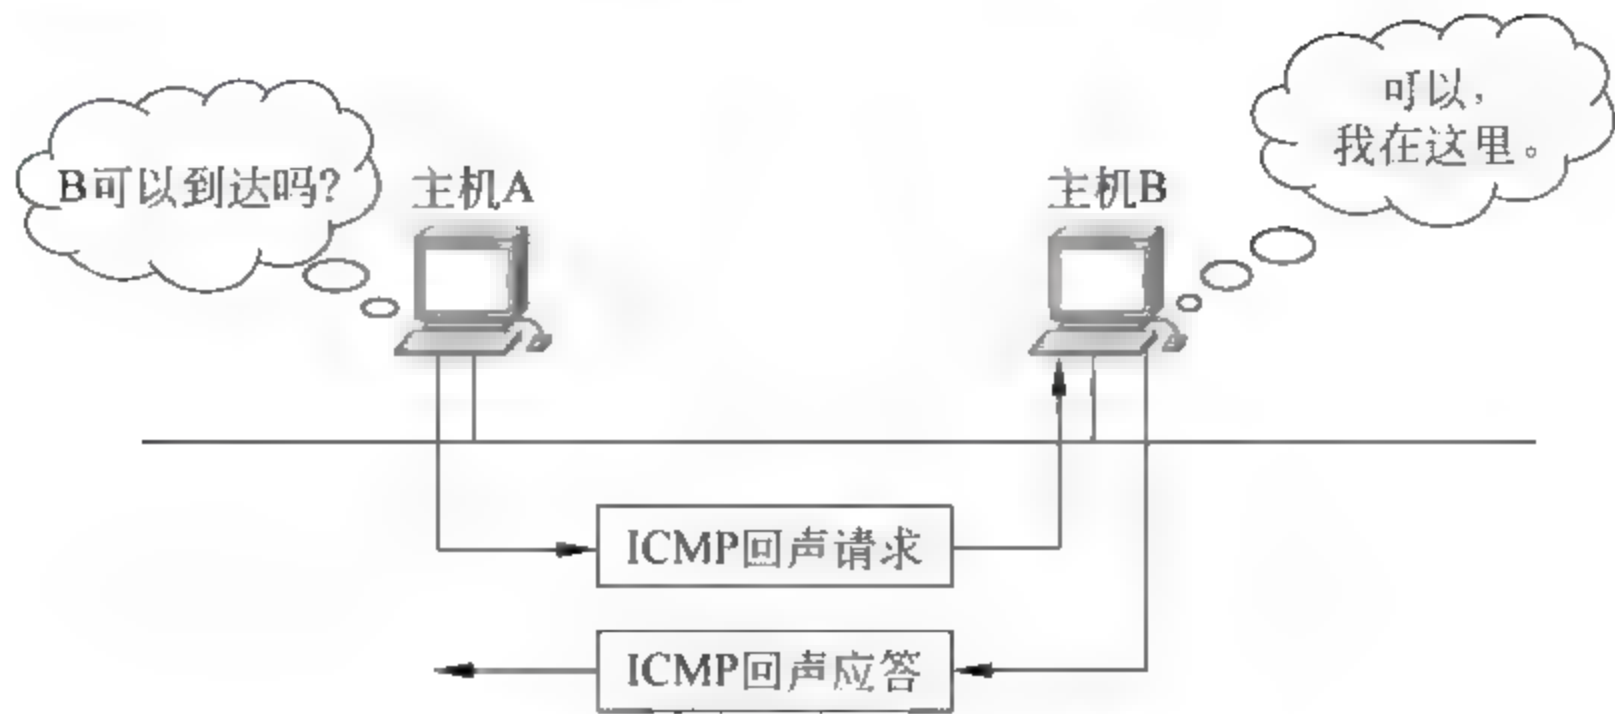 可以，
我在这里。
B可以到达吗?
主机A
主机B
ICMP回声请求
ICMP回声应答